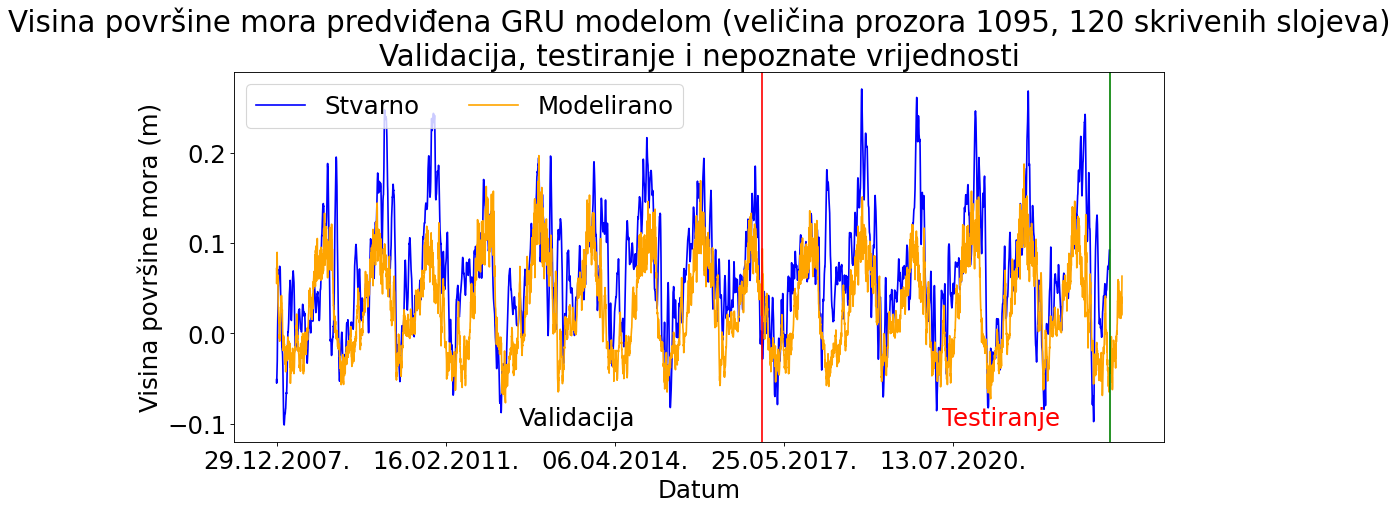 Visina površine mora predviđena GRU modelom (veličina prozora 1095, 120 skrivenih slojeva)
Validacija, testiranje i nepoznate vrijednosti
Stvarno
Modelirano
Visina površine mora (m)
0.2
0.1
0.0
−0.1
Validacija
Testiranje
29.12.2007.
16.02.2011.
06.04.2014.
25.05.2017.
13.07.2020.
Datum